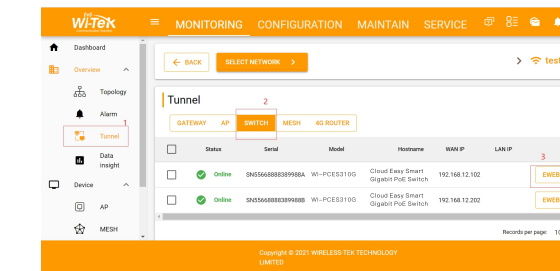 Wi-Tek
MONITORING CONFIGURATION MAINTAIN SERVICE
Dashboard
Overview
Topology
Alarm
1
Tunnel
Data
insight
Device
AP
MESH
BACK
SELECT NETWORK
test
Tunnel
2
GATEWAY AP SWITCH MESH 4G ROUTER
3
Status Serial Model Hostname WAN IP LAN IP
Online SN55668888389988A WI-PCES310G Cloud Easy Smart Gigabit PoE Switch 192.168.12.102 EWEB
Online SN55668888389988B WI-PCES310G Cloud Easy Smart Gigabit PoE Switch 192.168.12.202 EWEB
Records per page: 10
Copyright © 2021 WIRELESS-TEK TECHNOLOGY
LIMITED